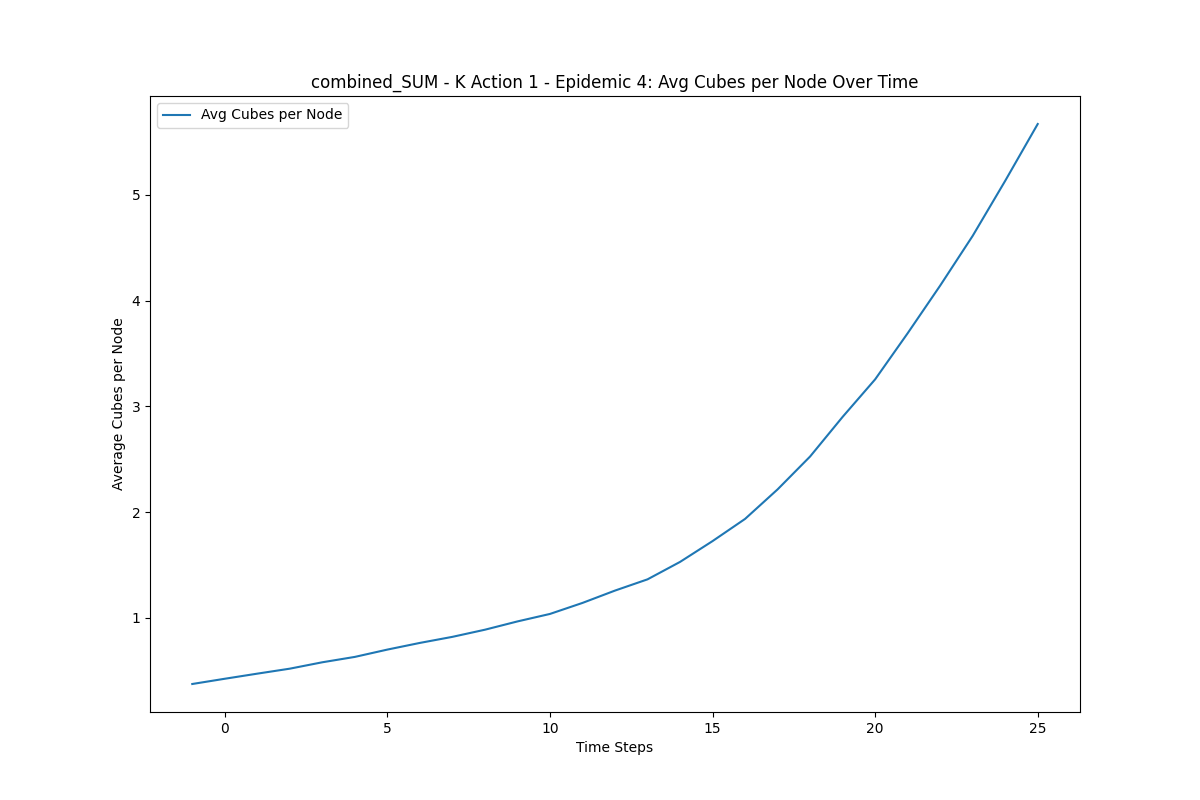 combined_SUM - K Action 1 - Epidemic 4: Avg Cubes per Node Over Time
Avg Cubes per Node
Average Cubes per Node
5
4
3
2
1
0 5 10 15 20 25
Time Steps